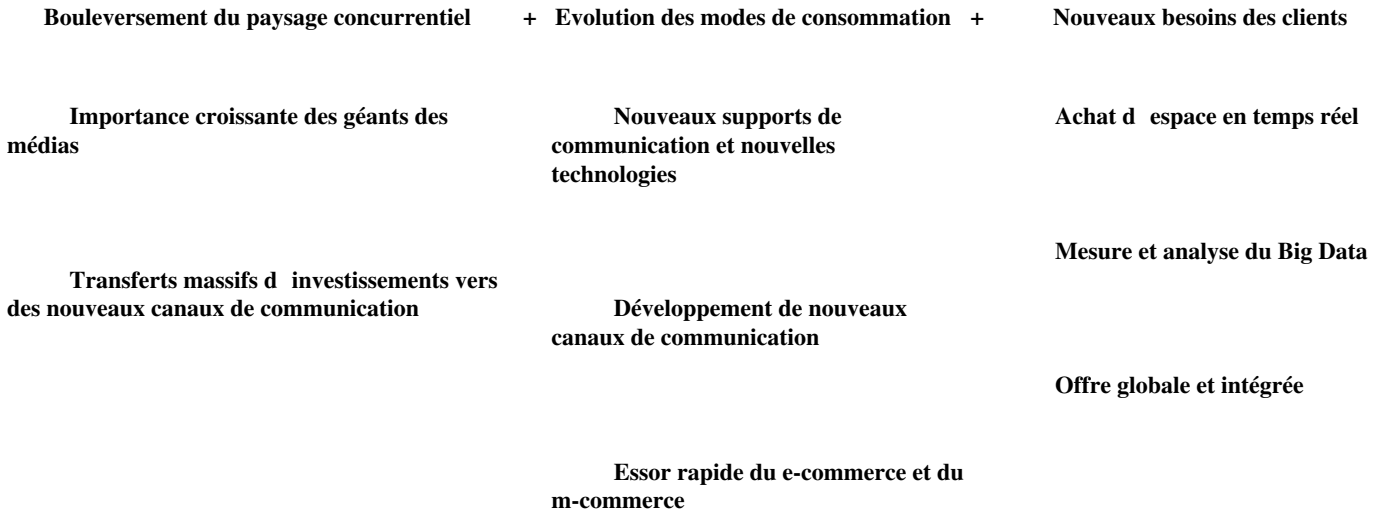 Bouleversement du paysage concurrentiel + Evolution des modes de consommation + Nouveaux besoins des clients
Importance croissante des géants des
médias
Transferts massifs d investissements vers
des nouveaux canaux de communication
Nouveaux supports de
communication et nouvelles
technologies
Développement de nouveaux
canaux de communication
Essor rapide du e-commerce et du
m-commerce
Achat d espace en temps réel
Mesure et analyse du Big Data
Offre globale et intégrée